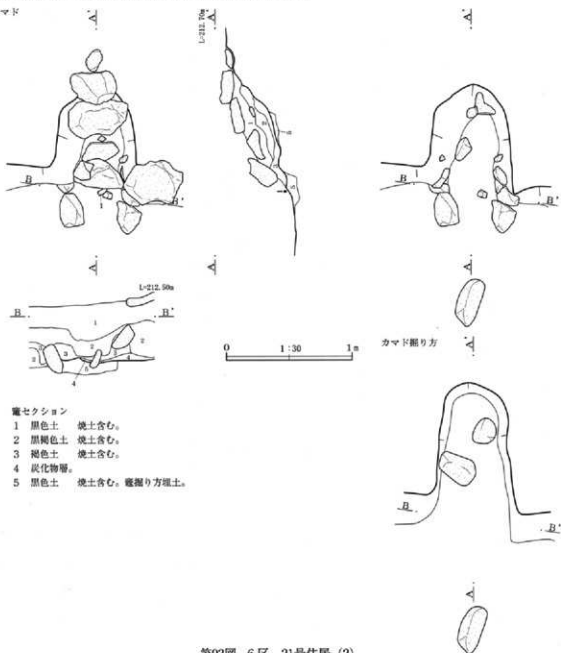 マド
A A'
L=212.70m
A' A'
B B'
1
8
5
B B'
A A A
L=212.50m
B B'
1
2
2
3
2
4
5
4
0 1:30 1m
カマド掘り方
A'
竈セクション
1 黒色土 焼土含む。
2 黒褐色土 焼土含む。
3 褐色土 焼土含む。
4 炭化物層。
5 黒色土 焼土含む。竈掘り方埋土。
B B'
A
第92図 6区 21号住居(2)